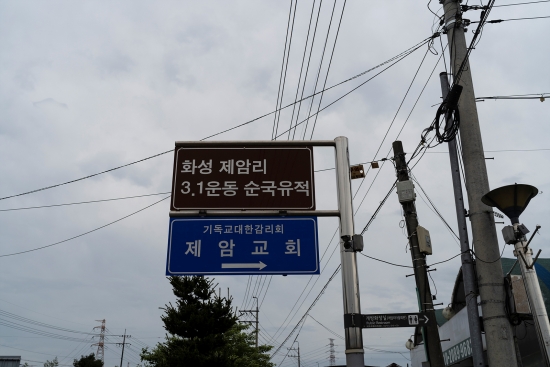 화성 제암리
3.1운동 순국유적
기독교대한감리회
제 암 교 회